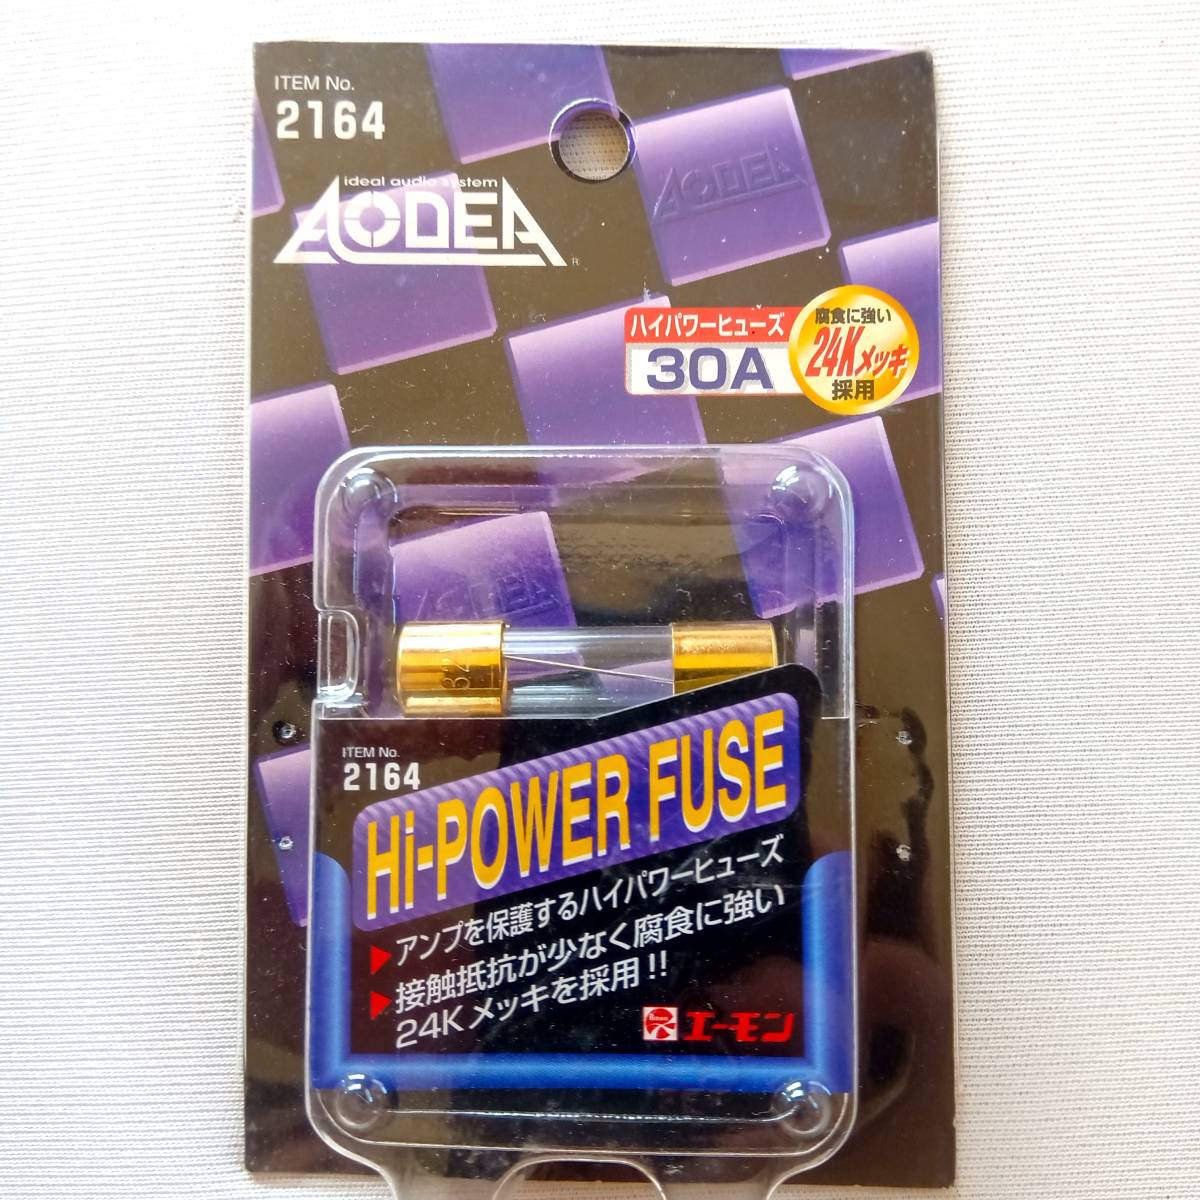 ITEM No.
2164
ideal audio system
AODEA
®
AODEA
ハイパワーヒューズ
30A
腐食に強い
24Kメッキ
採用
ITEM No.
2164
Hi-POWER FUSE
▶アンプを保護するハイパワーヒューズ
▶接触抵抗が少なく腐食に強い
24Kメッキを採用!!
エーモン